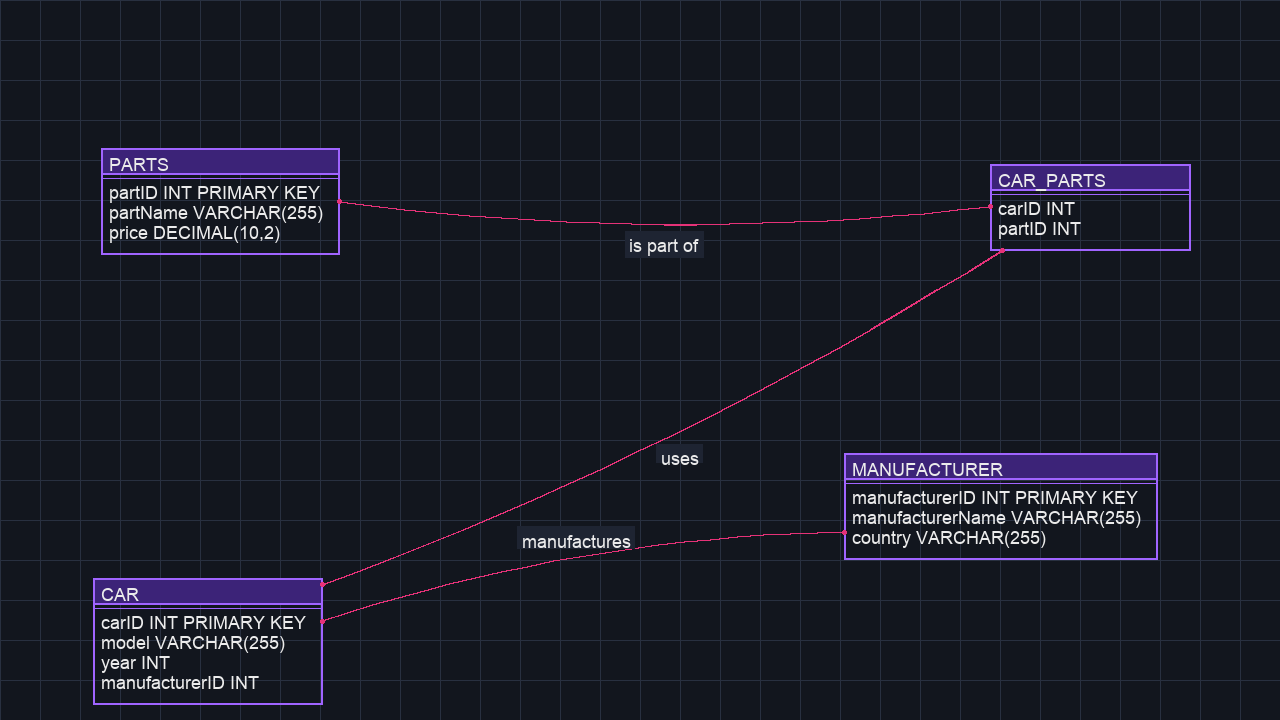 PARTS
partID INT PRIMARY KEY
partName VARCHAR(255)
price DECIMAL(10,2)
CAR_PARTS
carID INT
partID INT
is part of
uses
MANUFACTURER
manufacturerID INT PRIMARY KEY
manufacturerName VARCHAR(255)
country VARCHAR(255)
manufactures
CAR
carID INT PRIMARY KEY
model VARCHAR(255)
year INT
manufacturerID INT